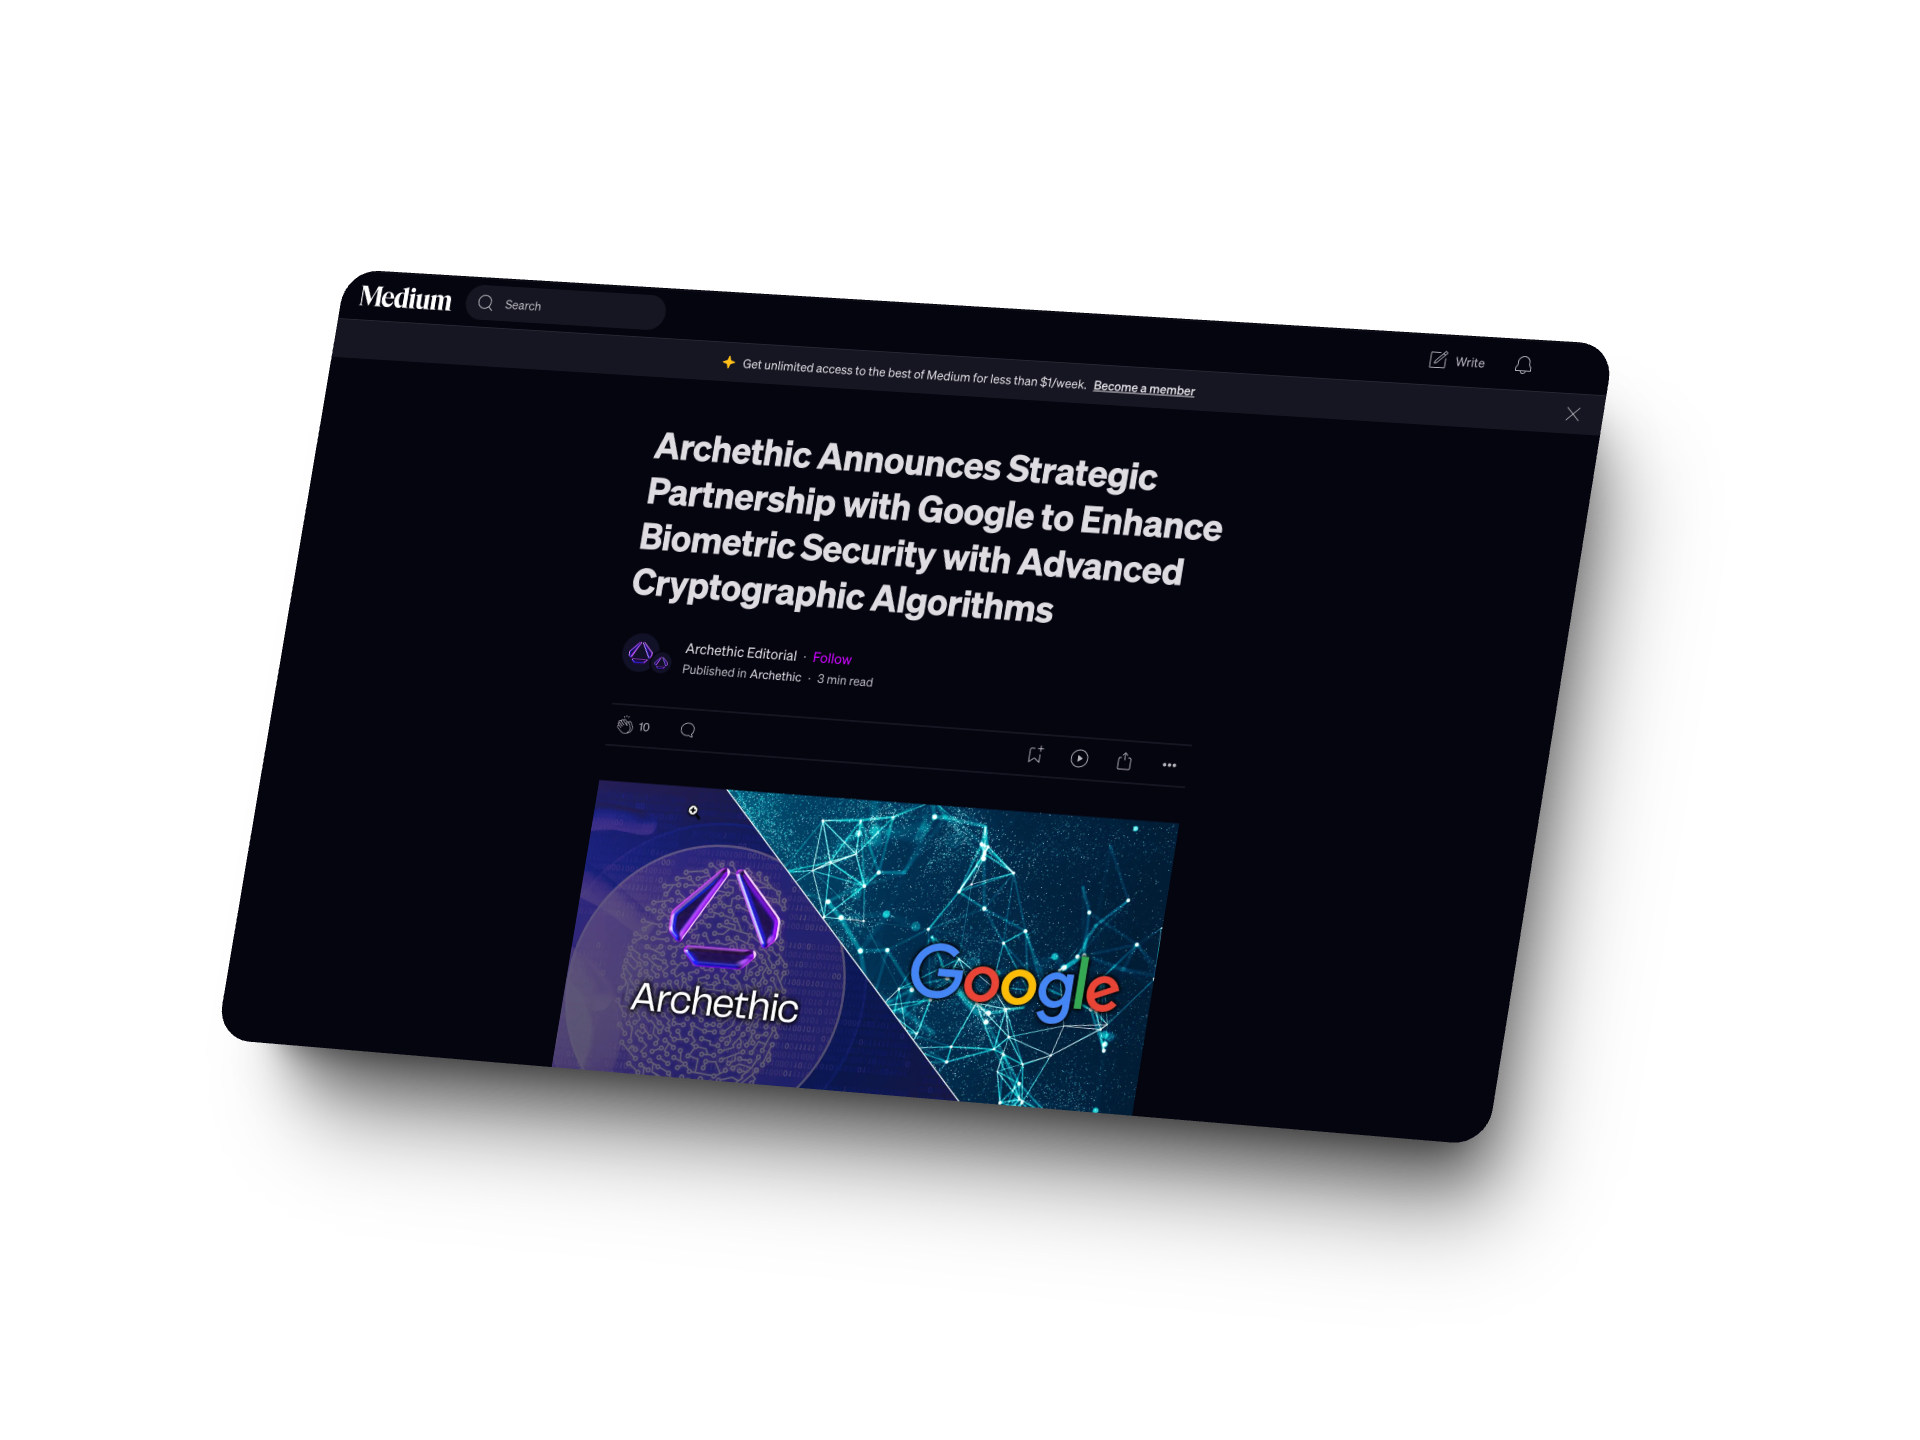 Medium
Search
Write
Get unlimited access to the best of Medium for less than $1/week. Become a member
Archethic Announces Strategic
Partnership with Google to Enhance
Biometric Security with Advanced
Cryptographic Algorithms
Archethic Editorial · Follow
Published in Archethic · 3 min read
10
Archethic
Google